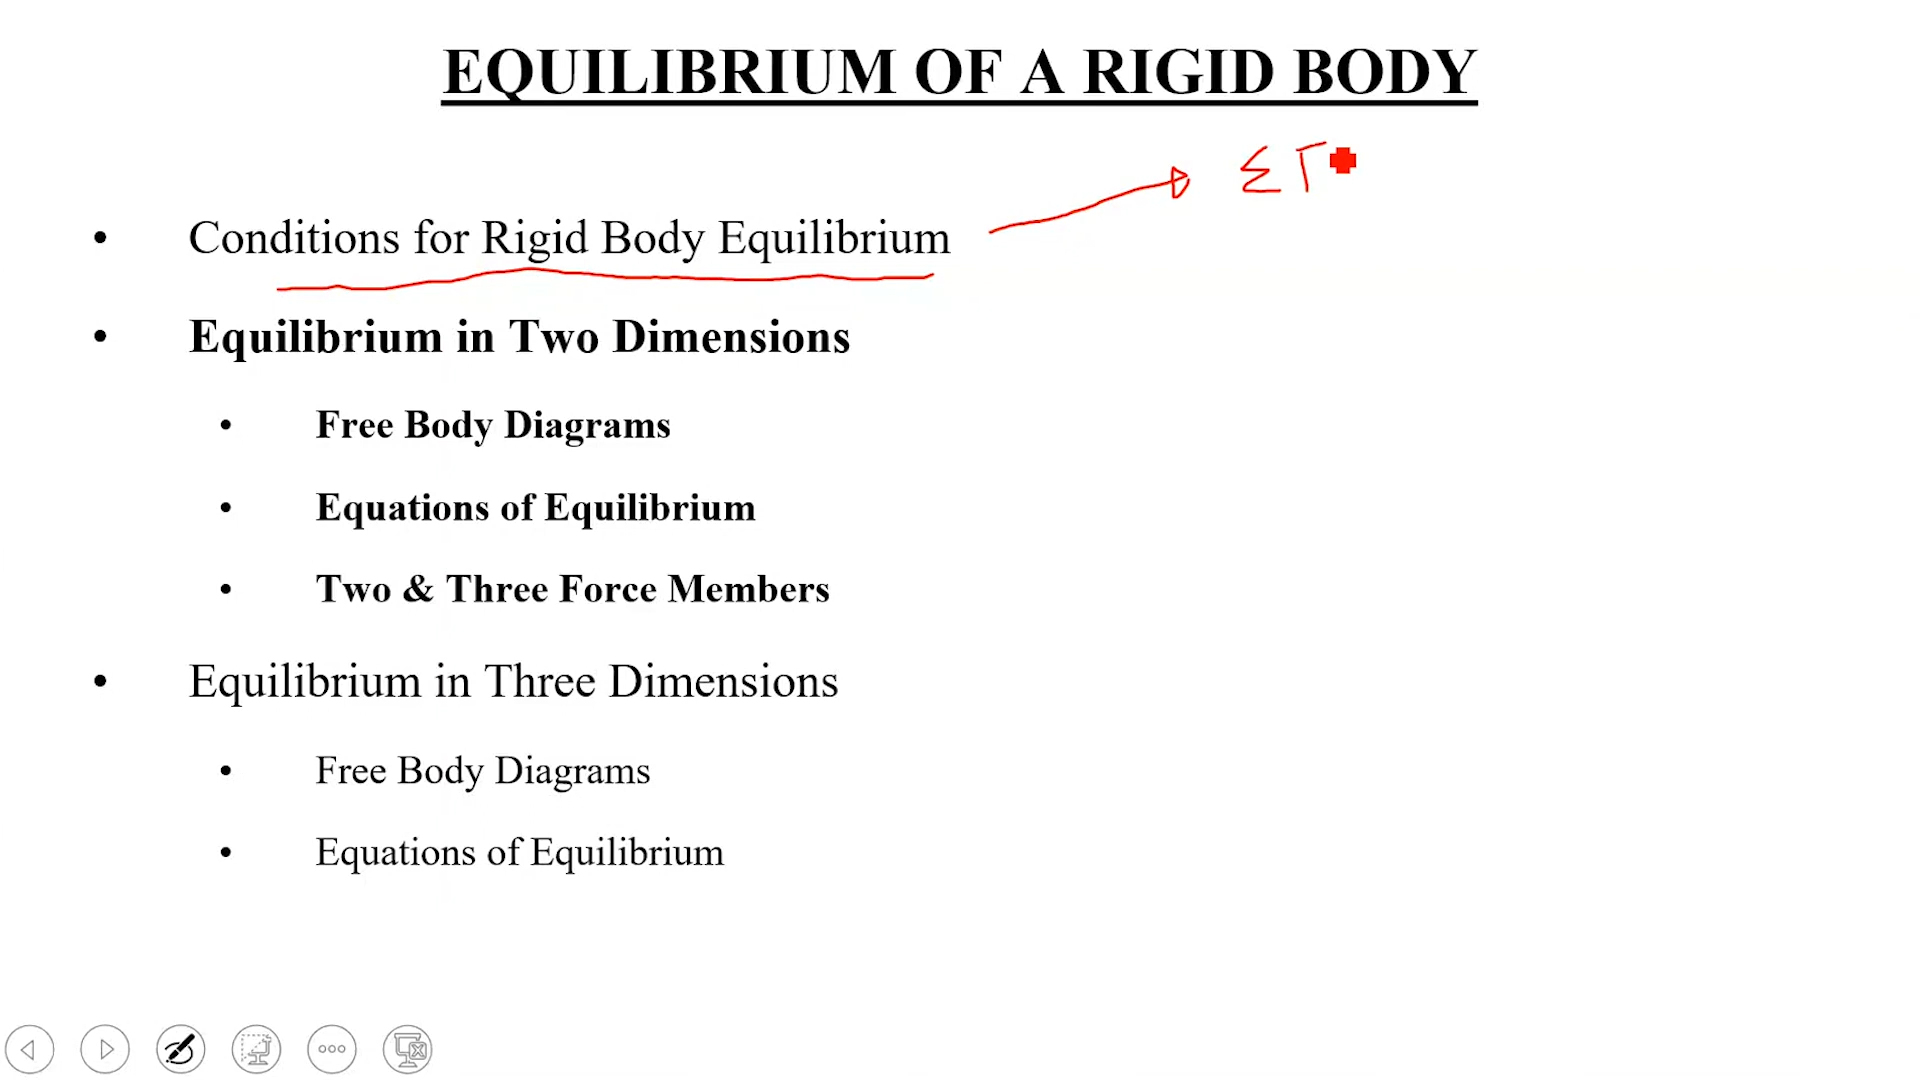 EQUILIBRIUM OF A RIGID BODY
Σ Γ
• Conditions for Rigid Body Equilibrium
• Equilibrium in Two Dimensions
• Free Body Diagrams
• Equations of Equilibrium
• Two & Three Force Members
• Equilibrium in Three Dimensions
• Free Body Diagrams
• Equations of Equilibrium